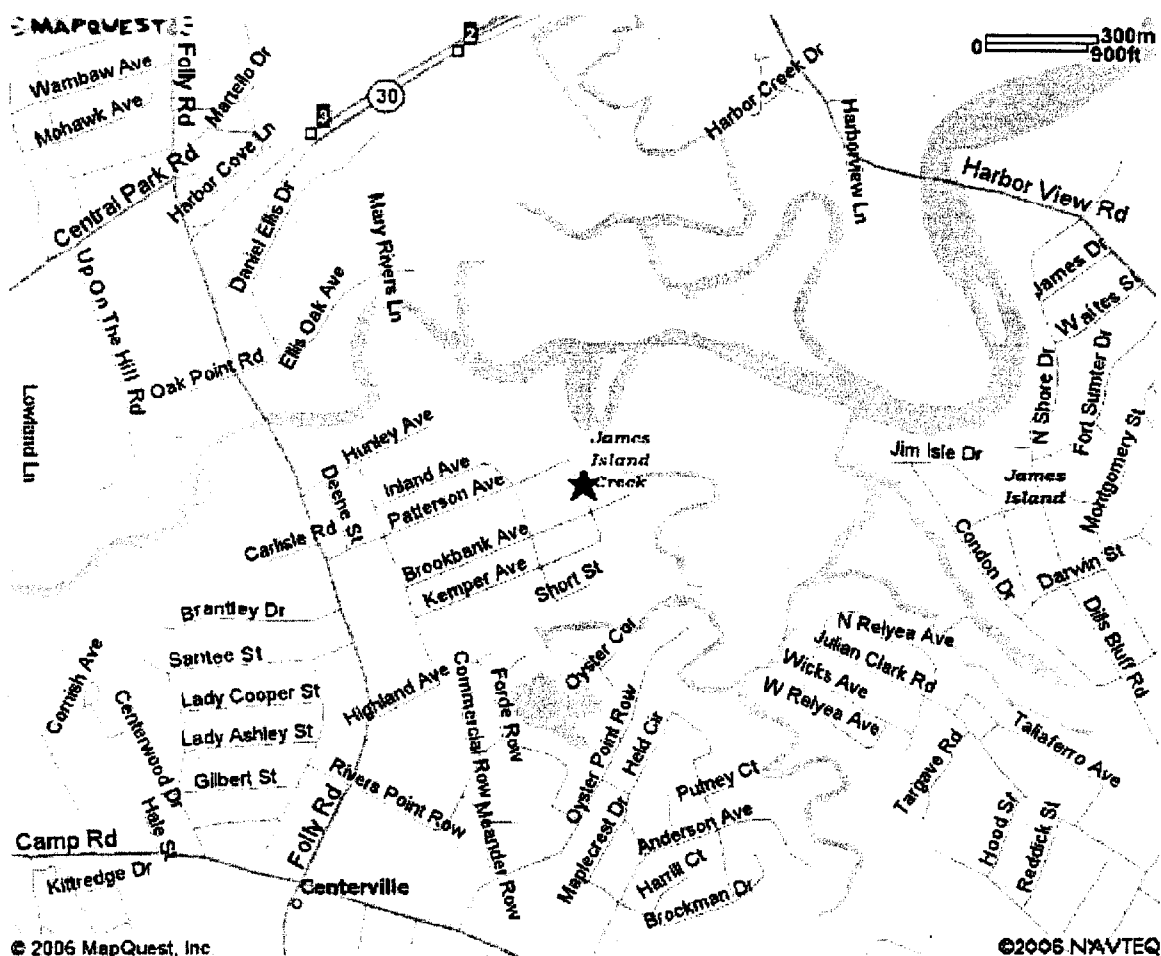 MAPQUEST
0 300m
900ft
2
Wambaw Ave
Folly Rd
Martello Dr
30
Harbor Creek Dr
Mohawk Ave
3
Harborview Ln
Central Park Rd
Harbor Cove Ln
Harbor View Rd
Daniel Ellis Dr
Mary Rivers Ln
Up On The Hill Rd
James Dr
Ellis Oak Ave
Waites St
Oak Point Rd
N Shore Dr
Fort Sumter Dr
Lowland Ln
Hunley Ave
James
Island
Creek
Jim Isle Dr
Montgomery St
Inland Ave
Deene St
Patterson Ave
James
Island
Carlisle Rd
Brookbank Ave
Condon Dr
Kemper Ave
Short St
Darwin St
Brantley Dr
Dills Bluff Rd
N Relyea Ave
Santee St
Oyster Cor
Julian Clark Rd
Cornish Ave
Lady Cooper St
Highland Ave
Commercial Row
Forde Row
Wicks Ave
W Relyea Ave
Centerwood Dr
Lady Ashley St
Oyster Point Row
Held Cir
Taliaferro Ave
Gilbert St
Rivers Point Row
Putney Ct
Targave Rd
Hale St
Folly Rd
Meander Row
Maplecrest Dr
Anderson Ave
Hood St
Reddick St
Camp Rd
Harrill Ct
Kittredge Dr
Centerville
Brockman Dr
© 2006 MapQuest, Inc
©2006 NAVTEQ